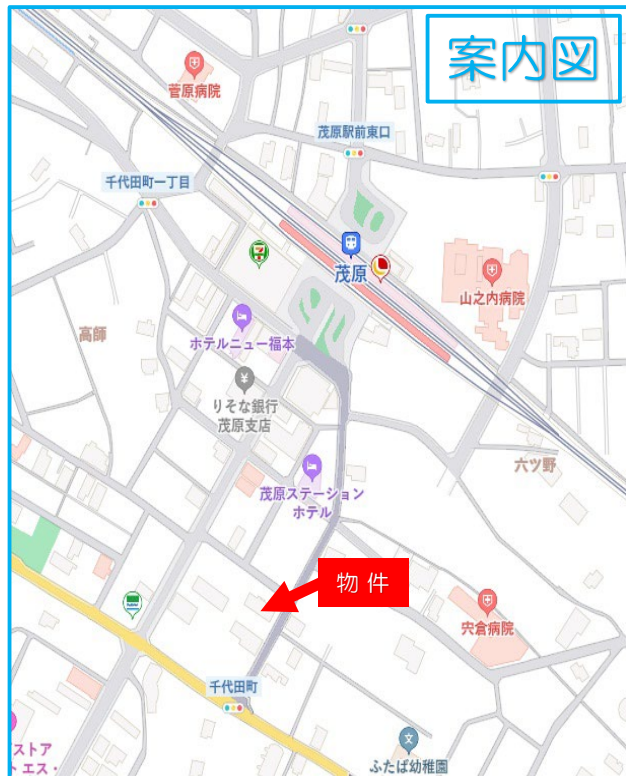 案内図
菅原病院
茂原駅前東口
千代田町一丁目
茂原
山之内病院
高師
ホテルニュー福本
¥
りそな銀行
茂原支店
六ツ野
茂原ステーション
ホテル
物件
宍倉病院
千代田町
文
ふたば幼稚園
ストア
ト エス・